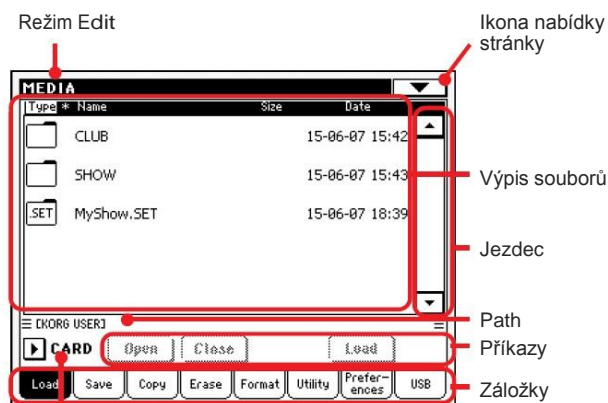 Režim Edit
Ikona nabídky
stránky
MEDIA
Type * Name Size Date
CLUB 15-06-07 15:42
SHOW 15-06-07 15:43
Výpis souborů
.SET MyShow.SET 15-06-07 18:39
Jezdec
[KORG USER]
Path
CARD Open Close Load
Příkazy
Load Save Copy Erase Format Utility Prefer-
ences USB
Záložky